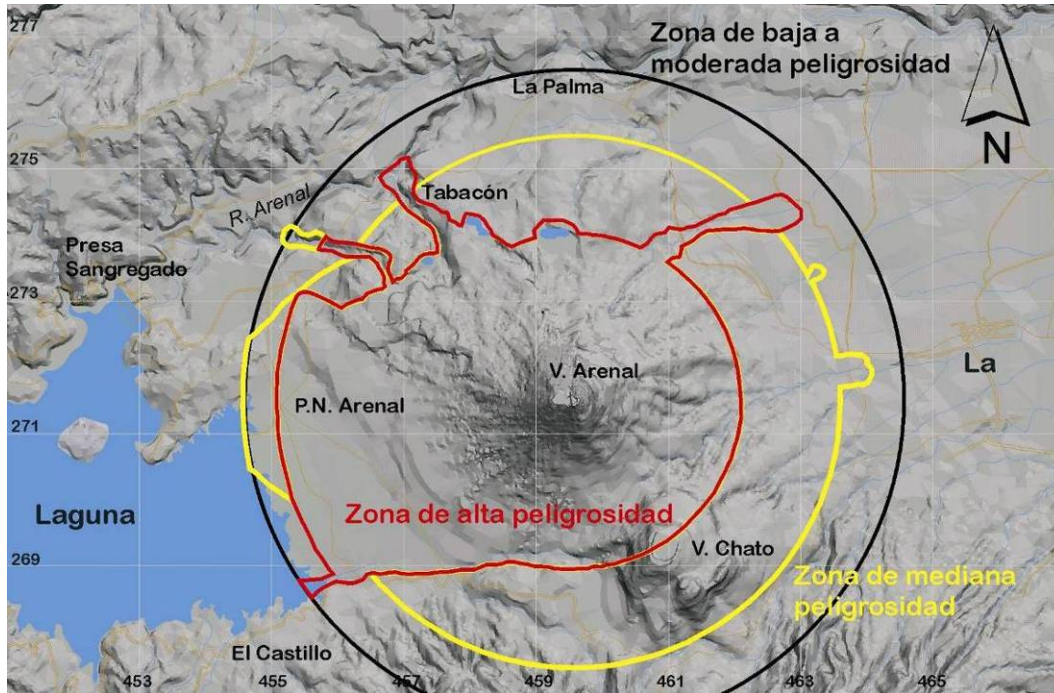 277
Zona de baja a
moderada peligrosidad
La Palma
N
275
Tabacón
R. Arenal
Presa
Sangregado
273
V. Arenal
La
P.N. Arenal
271
Laguna
Zona de alta peligrosidad
V. Chato
269
Zona de mediana
peligrosidad
El Castillo
453
455
457
459
461
463
465